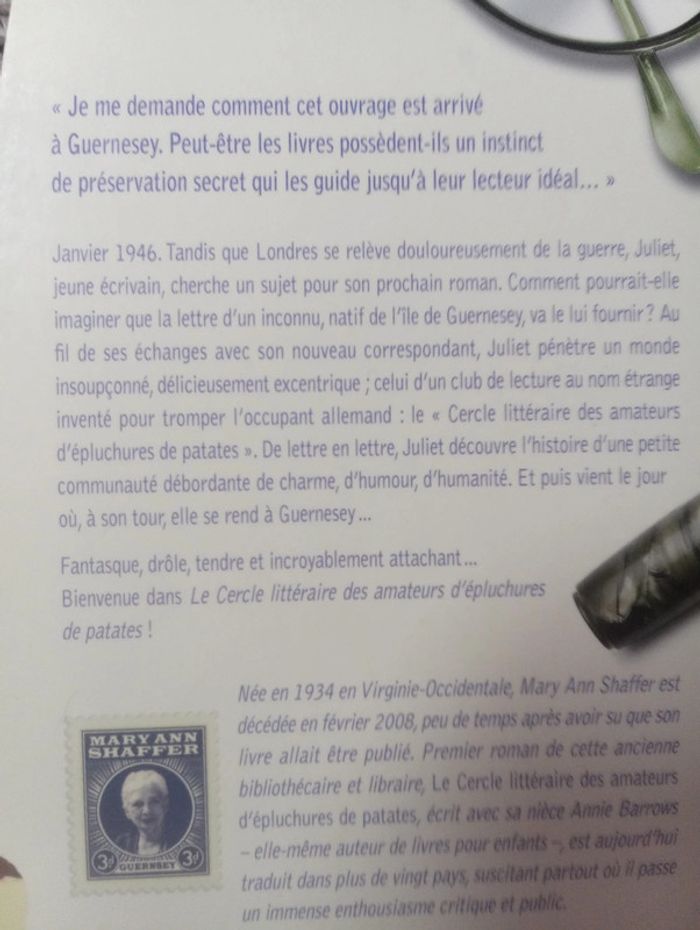 « Je me demande comment cet ouvrage est arrivé
à Guernesey. Peut-être les livres possèdent-ils un instinct
de préservation secret qui les guide jusqu'à leur lecteur idéal... »
Janvier 1946. Tandis que Londres se relève douloureusement de la guerre, Juliet,
jeune écrivain, cherche un sujet pour son prochain roman. Comment pourrait-elle
imaginer que la lettre d'un inconnu, natif de l'île de Guernesey, va le lui fournir ? Au
fil de ses échanges avec son nouveau correspondant, Juliet pénètre un monde
insoupçonné, délicieusement excentrique ; celui d'un club de lecture au nom étrange
inventé pour tromper l'occupant allemand : le « Cercle littéraire des amateurs
d'épluchures de patates ». De lettre en lettre, Juliet découvre l'histoire d'une petite
communauté débordante de charme, d'humour, d'humanité. Et puis vient le jour
où, à son tour, elle se rend à Guernesey...
Fantasque, drôle, tendre et incroyablement attachant...
Bienvenue dans Le Cercle littéraire des amateurs d'épluchures
de patates !
Née en 1934 en Virginie-Occidentale, Mary Ann Shaffer est
décédée en février 2008, peu de temps après avoir su que son
livre allait être publié. Premier roman de cette ancienne
bibliothécaire et libraire, Le Cercle littéraire des amateurs
d'épluchures de patates, écrit avec sa nièce Annie Barrows
– elle-même auteur de livres pour enfants –, est aujourd'hui
traduit dans plus de vingt pays, suscitant partout où il passe
un immense enthousiasme critique et public.
MARY ANN
SHAFFER
3d 3d
GUERNSEY